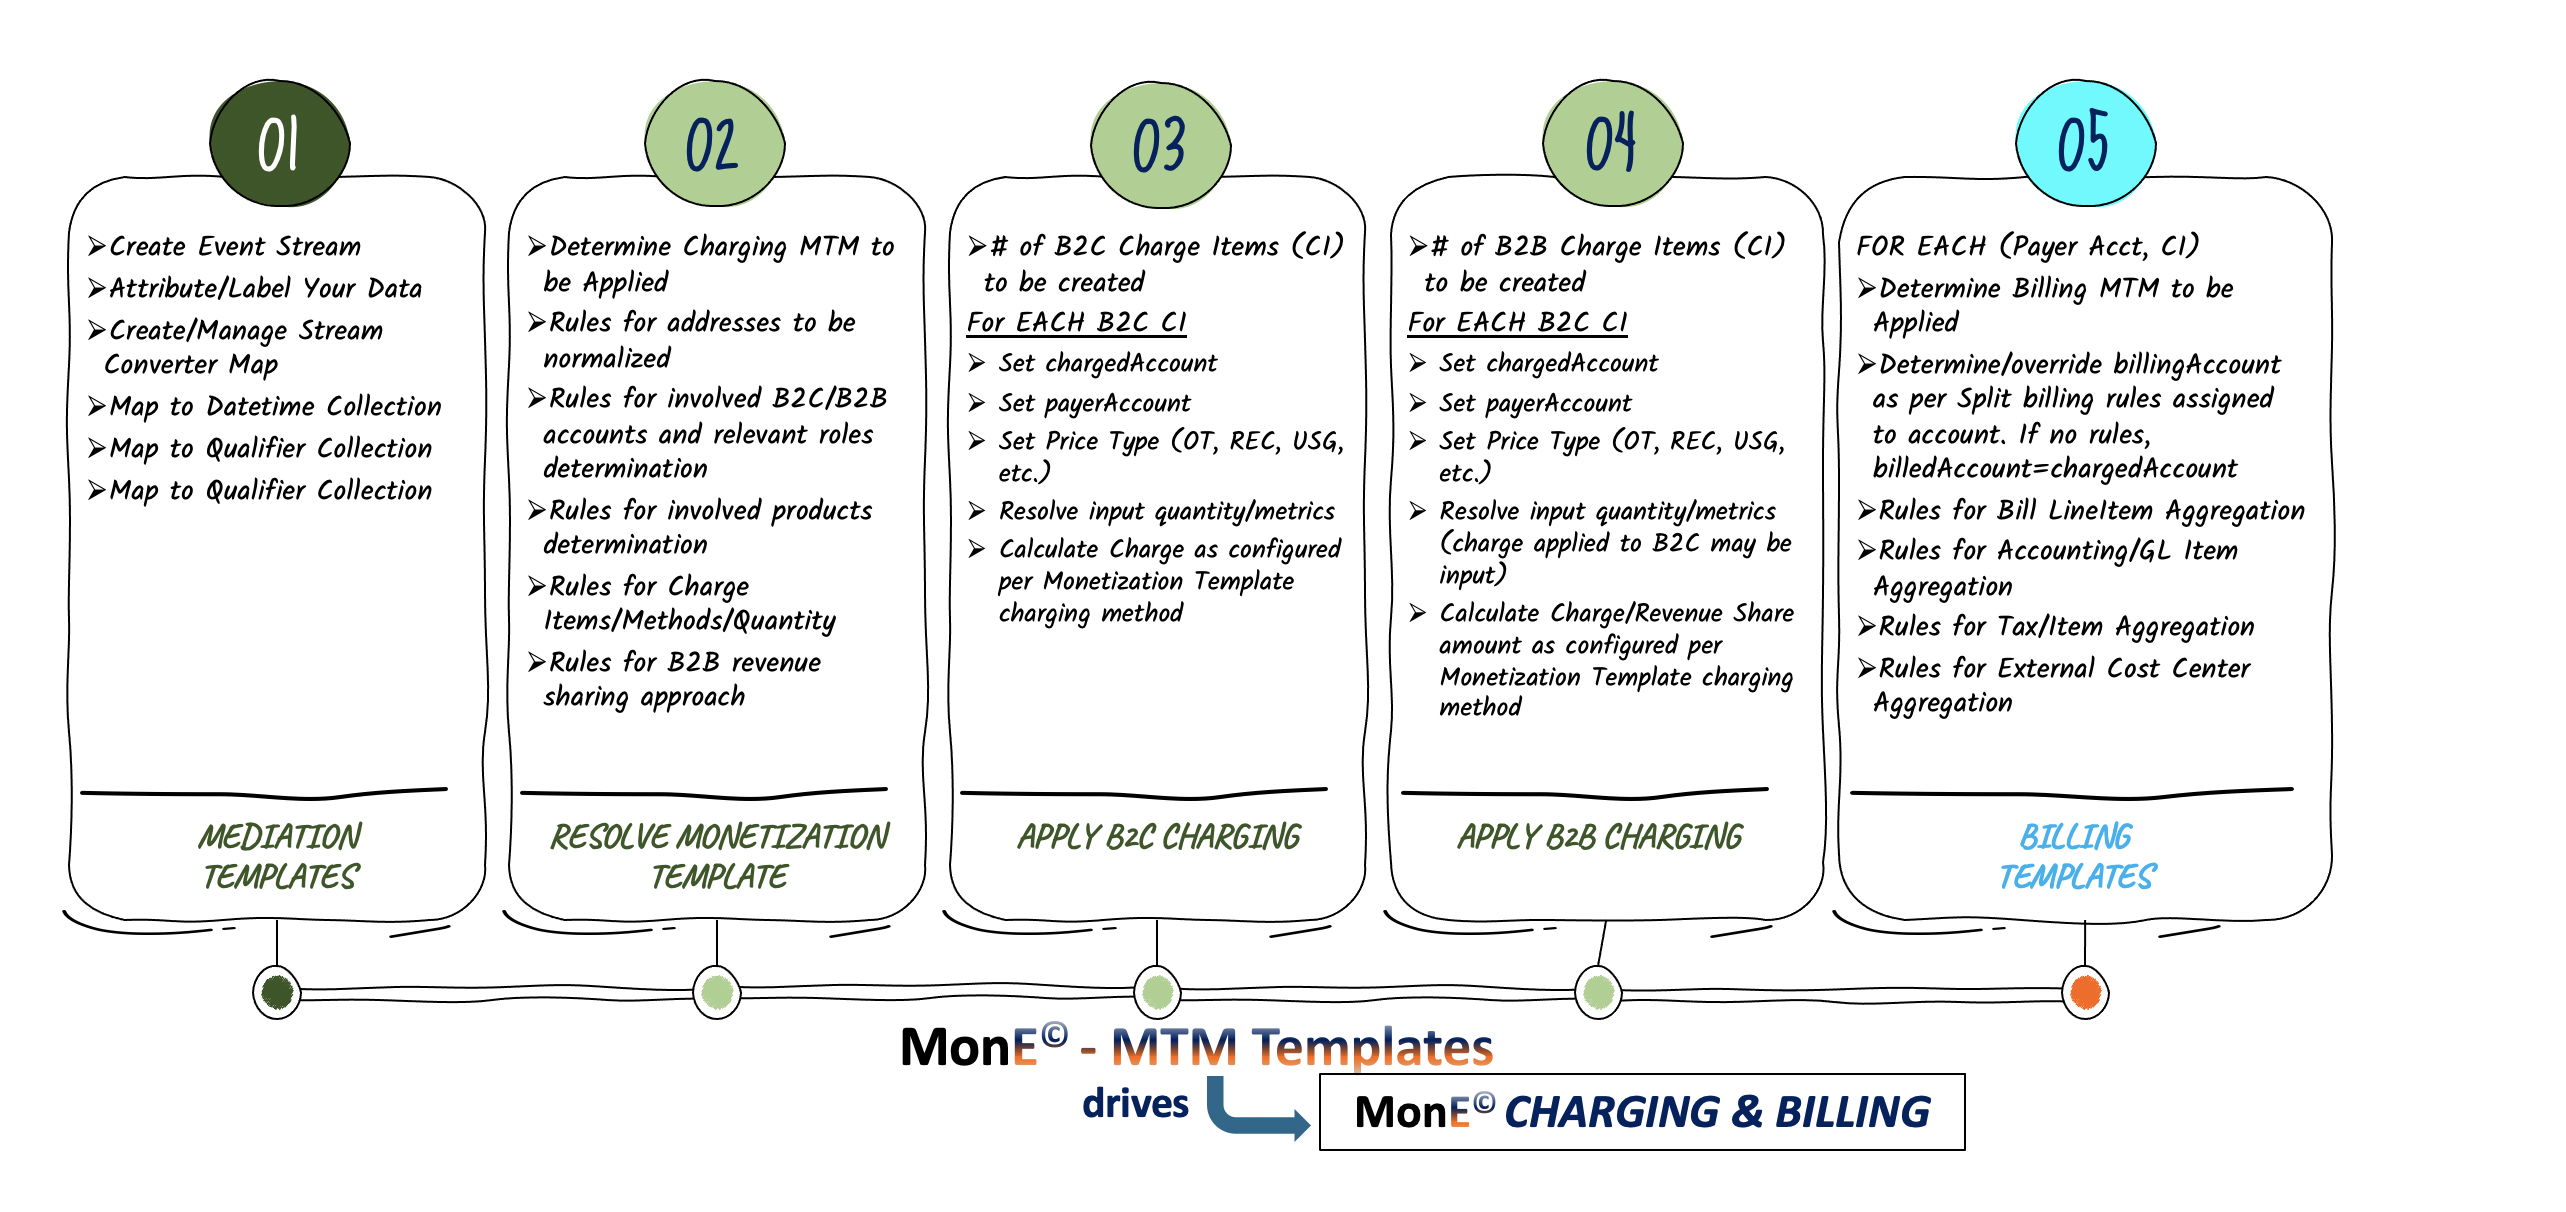 01
➢Create Event Stream
➢Attribute/Label Your Data
➢Create/Manage Stream
Converter Map
➢Map to Datetime Collection
➢Map to Qualifier Collection
➢Map to Qualifier Collection
MEDIATION
TEMPLATES
02
➢Determine Charging MTM to
be Applied
➢Rules for addresses to be
normalized
➢Rules for involved B2C/B2B
accounts and relevant roles
determination
➢Rules for involved products
determination
➢Rules for Charge
Items/Methods/Quantity
➢Rules for B2B revenue
sharing approach
RESOLVE MONETIZATION
TEMPLATE
03
➢# of B2C Charge Items (CI)
to be created
For EACH B2C CI
➢ Set chargedAccount
➢ Set payerAccount
➢ Set Price Type (OT, REC, USG,
etc.)
➢ Resolve input quantity/metrics
➢ Calculate Charge as configured
per Monetization Template
charging method
APPLY B2C CHARGING
04
➢# of B2B Charge Items (CI)
to be created
For EACH B2C CI
➢ Set chargedAccount
➢ Set payerAccount
➢ Set Price Type (OT, REC, USG,
etc.)
➢ Resolve input quantity/metrics
(charge applied to B2C may be
input)
➢ Calculate Charge/Revenue Share
amount as configured per
Monetization Template charging
method
APPLY B2B CHARGING
05
FOR EACH (Payer Acct, CI)
➢Determine Billing MTM to be
Applied
➢Determine/override billingAccount
as per Split billing rules assigned
to account. If no rules,
billedAccount=chargedAccount
➢Rules for Bill LineItem Aggregation
➢Rules for Accounting/GL Item
Aggregation
➢Rules for Tax/Item Aggregation
➢Rules for External Cost Center
Aggregation
BILLING
TEMPLATES
MonE© - MTM Templates
drives
MonE© CHARGING & BILLING